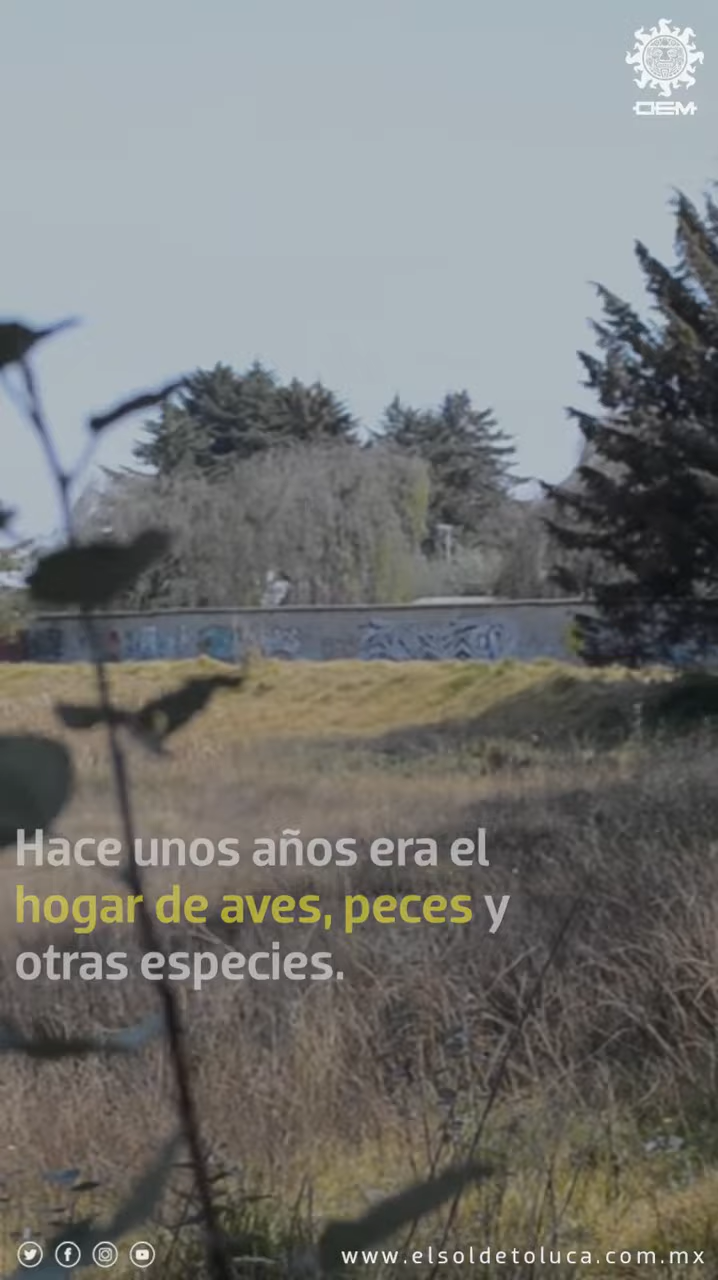 OEM
Hace unos años era el
hogar de aves, peces y
otras especies.
www.elsoldetoluca.com.mx